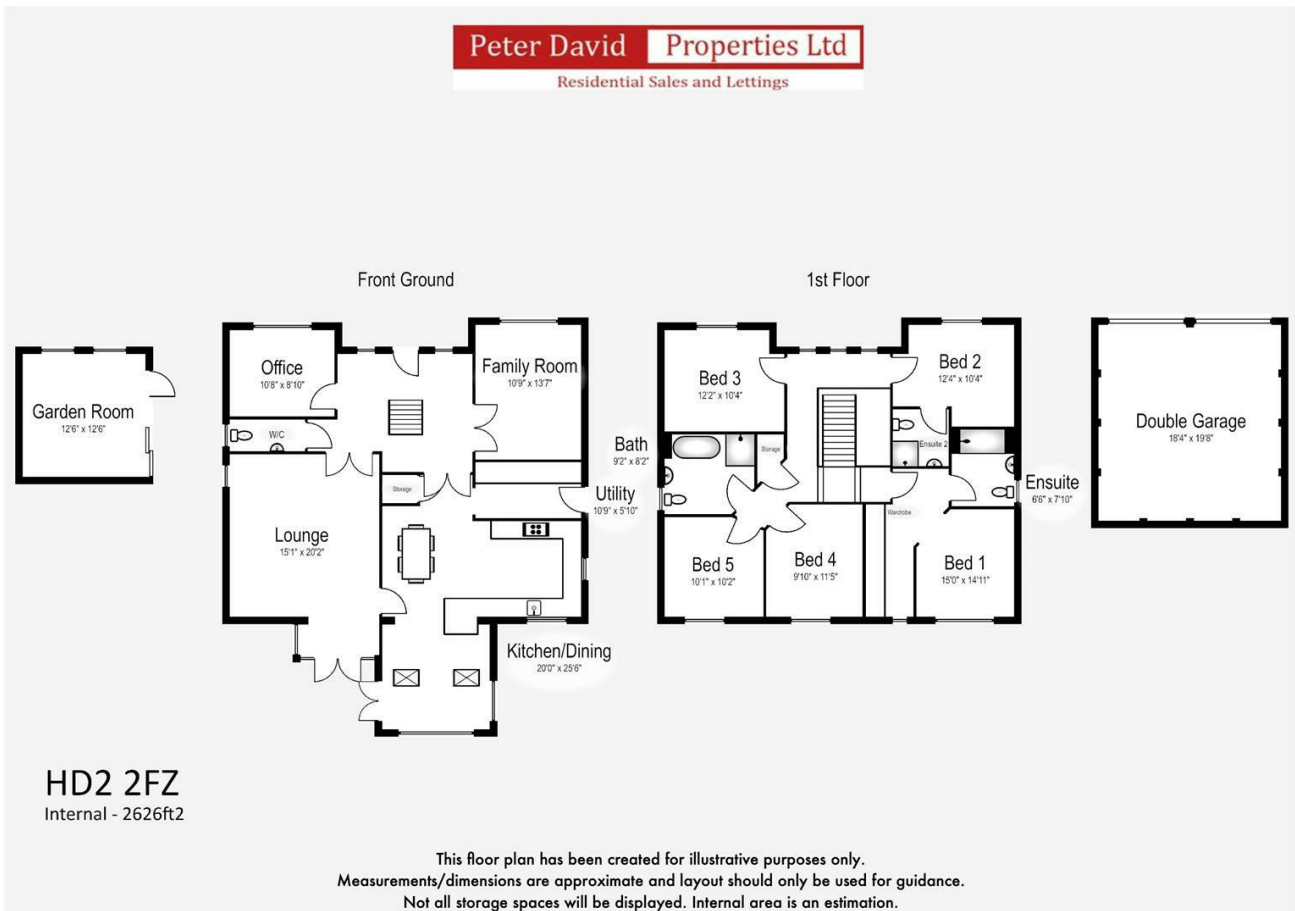 Peter David Properties Ltd
Residential Sales and Lettings
Front Ground
1st Floor
Garden Room
12'6" x 12'6"
Office
10'8" x 8'10"
W/C
Family Room
10'9" x 13'7"
Storage
Utility
10'9" x 5'10"
Lounge
15'1" x 20'2"
Kitchen/Dining
20'0" x 25'6"
Bed 3
12'2" x 10'4"
Bed 2
12'4" x 10'4"
Bath
9'2" x 8'2"
Storage
Ensuite 2
Ensuite
6'6" x 7'10"
Wardrobe
Bed 5
10'1" x 10'2"
Bed 4
9'10" x 11'5"
Bed 1
15'0" x 14'11"
Double Garage
18'4" x 19'8"
HD2 2FZ
Internal - 2626ft2
This floor plan has been created for illustrative purposes only.
Measurements/dimensions are approximate and layout should only be used for guidance.
Not all storage spaces will be displayed. Internal area is an estimation.